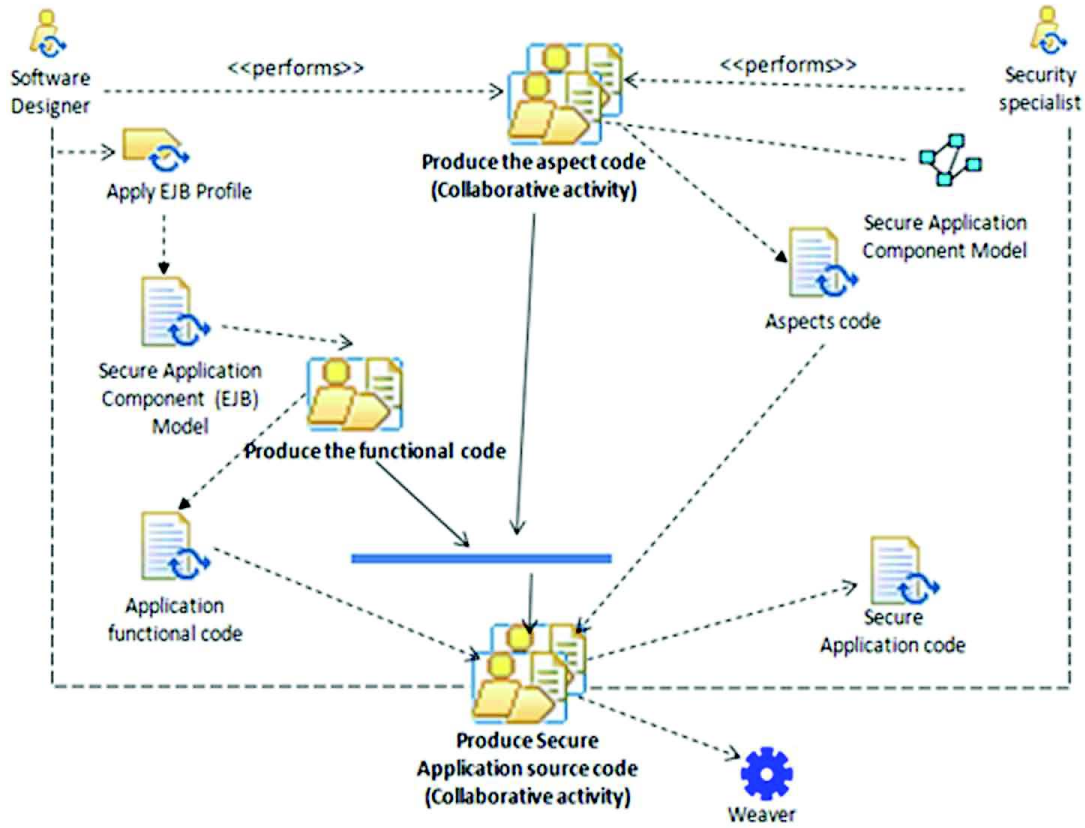 Software
Designer
<<performs>>
<<performs>>
Security
specialist
Produce the aspect code
(Collaborative activity)
Apply EJB Profile
Secure Application
Component Model
Aspects code
Secure Application
Component (EJB)
Model
Produce the functional code
Application
functional code
Secure
Application code
Produce Secure
Application source code
(Collaborative activity)
Weaver